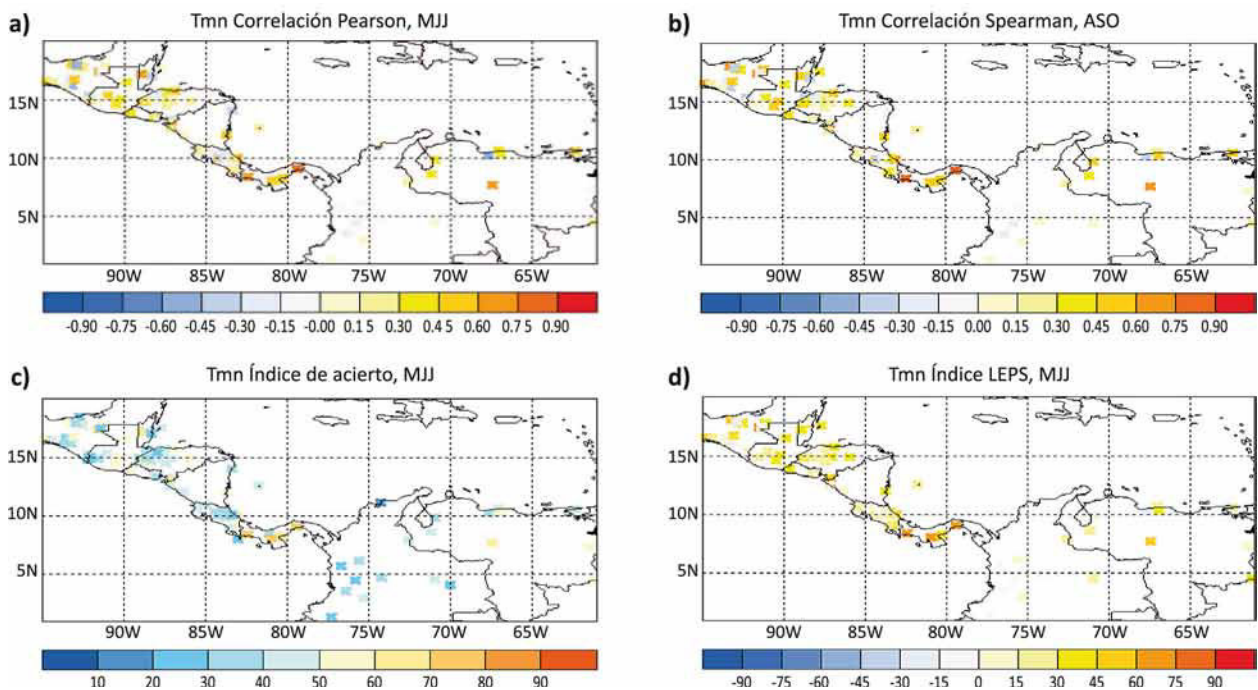 a)
Tmn Correlación Pearson, MJJ
15N
10N
5N
90W 85W 80W 75W 70W 65W
-0.90 -0.75 -0.60 -0.45 -0.30 -0.15 -0.00 0.15 0.30 0.45 0.60 0.75 0.90
b)
Tmn Correlación Spearman, ASO
15N
10N
5N
90W 85W 80W 75W 70W 65W
-0.90 -0.75 -0.60 -0.45 -0.30 -0.15 0.00 0.15 0.30 0.45 0.60 0.75 0.90
c)
Tmn Índice de acierto, MJJ
15N
10N
5N
90W 85W 80W 75W 70W 65W
10 20 30 40 50 60 70 80 90
d)
Tmn Índice LEPS, MJJ
15N
10N
5N
90W 85W 80W 75W 70W 65W
-90 -75 -60 -45 -30 -15 0 15 30 45 60 75 90